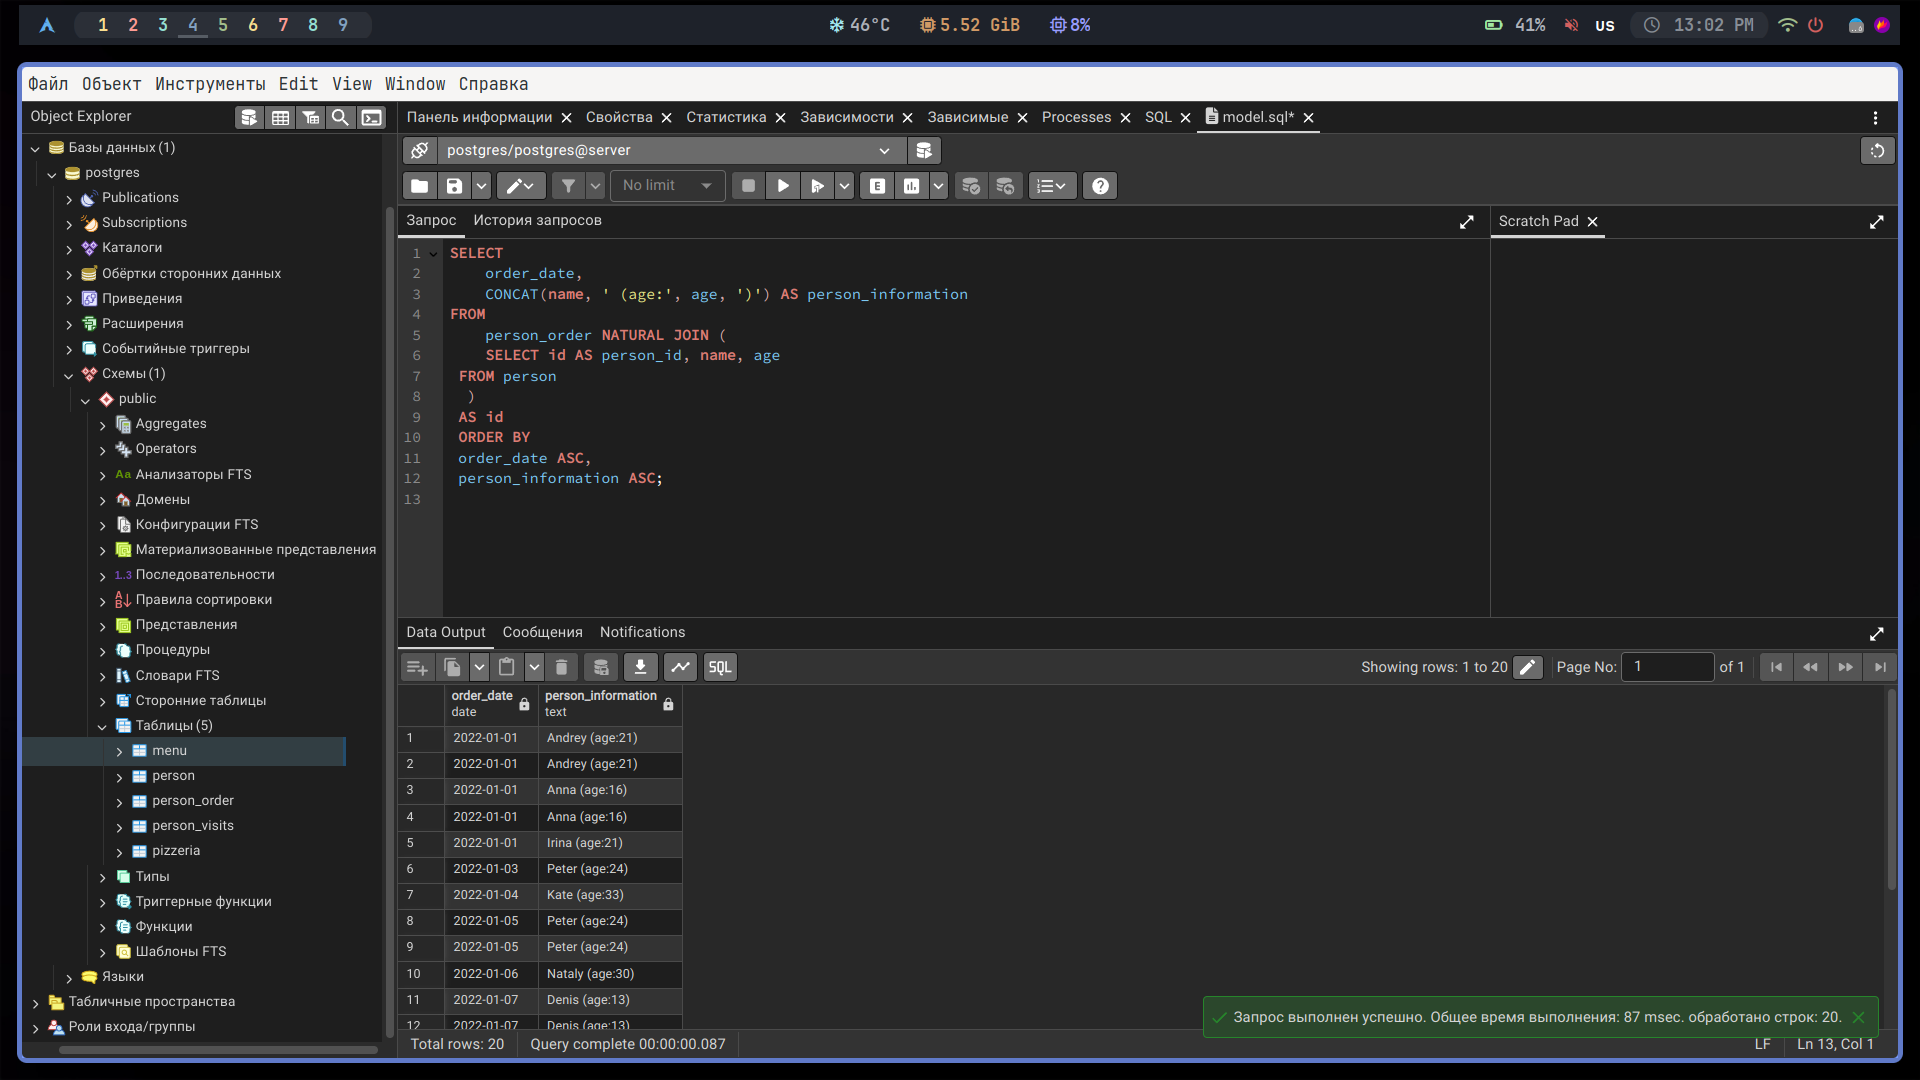 1 2 3 4 5 6 7 8 9
46°C 5.52 GiB 8%
41% US 13:02 PM
Файл Объект Инструменты Edit View Window Справка
Object Explorer
Панель информации Свойства Статистика Зависимости Зависимые Processes SQL model.sql*
postgres/postgres@server
No limit
E
Запрос История запросов
Scratch Pad
Базы данных (1)
postgres
Publications
Subscriptions
Каталоги
Обёртки сторонних данных
Приведения
Расширения
Событийные триггеры
Схемы (1)
public
Aggregates
Operators
Aa Анализаторы FTS
Домены
Конфигурации FTS
Материализованные представления
1..3 Последовательности
Правила сортировки
Представления
Процедуры
Словари FTS
Сторонние таблицы
Таблицы (5)
menu
person
person_order
person_visits
pizzeria
Типы
Триггерные функции
Функции
Шаблоны FTS
Языки
Табличные пространства
Роли входа/группы
1 SELECT
2 order_date,
3 CONCAT(name, ' (age:', age, ')') AS person_information
4 FROM
5 person_order NATURAL JOIN (
6 SELECT id AS person_id, name, age
7 FROM person
8 )
9 AS id
10 ORDER BY
11 order_date ASC,
12 person_information ASC;
13
Data Output Сообщения Notifications
SQL
Showing rows: 1 to 20 Page No: 1 of 1
order_date person_information
date text
1 2022-01-01 Andrey (age:21)
2 2022-01-01 Andrey (age:21)
3 2022-01-01 Anna (age:16)
4 2022-01-01 Anna (age:16)
5 2022-01-01 Irina (age:21)
6 2022-01-03 Peter (age:24)
7 2022-01-04 Kate (age:33)
8 2022-01-05 Peter (age:24)
9 2022-01-05 Peter (age:24)
10 2022-01-06 Nataly (age:30)
11 2022-01-07 Denis (age:13)
12 2022-01-07 Denis (age:13)
Запрос выполнен успешно. Общее время выполнения: 87 msec. обработано строк: 20.
Total rows: 20 Query complete 00:00:00.087
LF Ln 13, Col 1